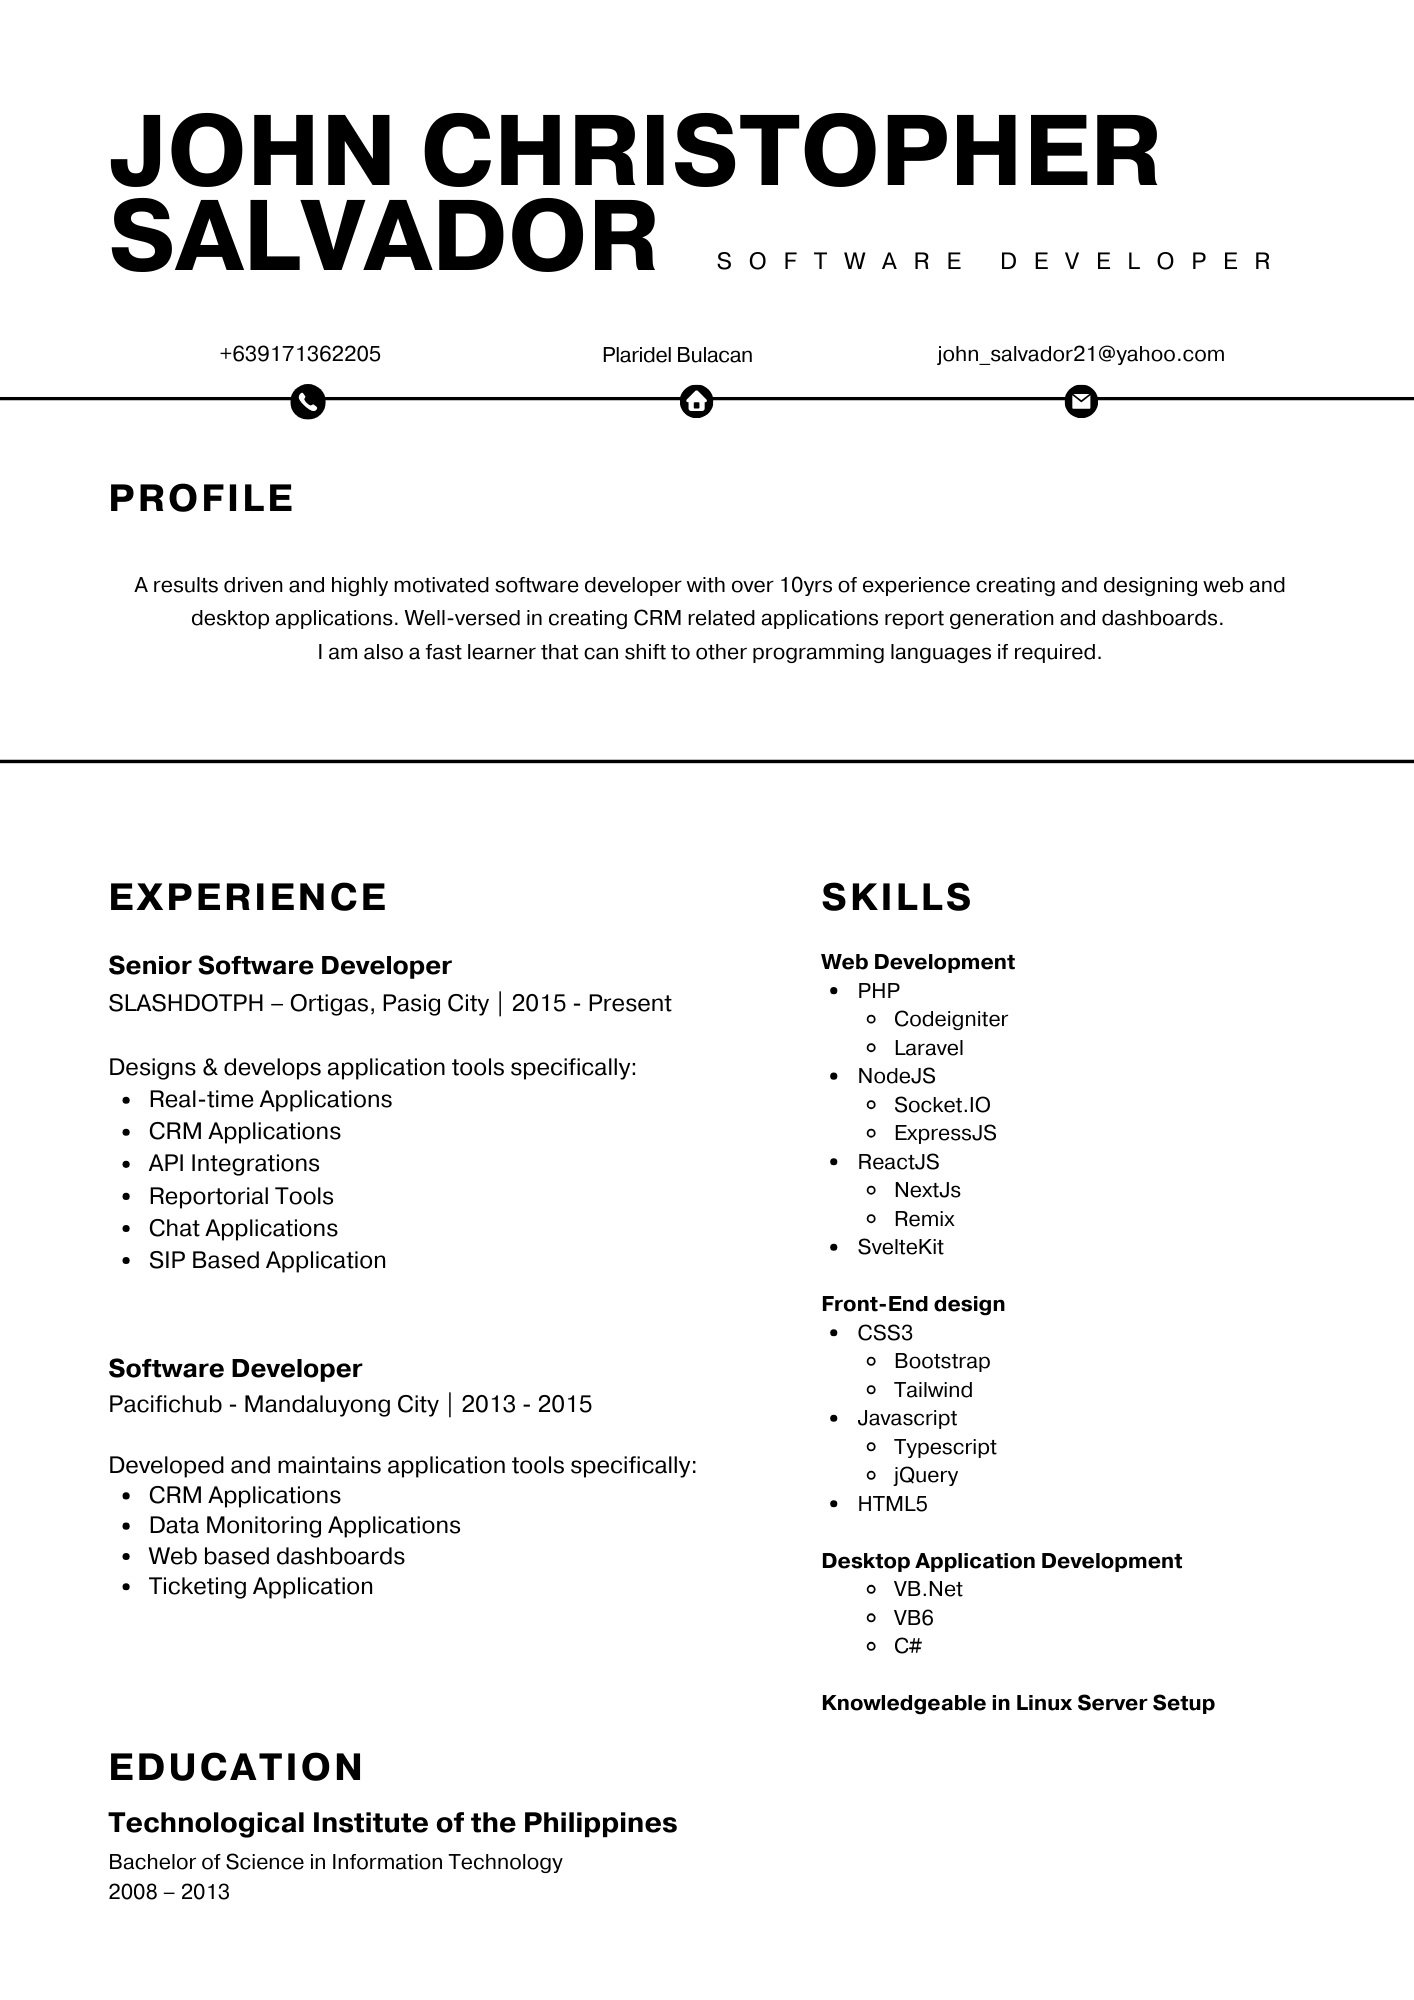 JOHN CHRISTOPHER
SALVADOR
SOFTWARE DEVELOPER
+639171362205
Plaridel Bulacan
john_salvador21@yahoo.com
PROFILE
A results driven and highly motivated software developer with over 10yrs of experience creating and designing web and
desktop applications. Well-versed in creating CRM related applications report generation and dashboards.
I am also a fast learner that can shift to other programming languages if required.
EXPERIENCE
Senior Software Developer
SLASHDOTPH – Ortigas, Pasig City | 2015 - Present
Designs & develops application tools specifically:
• Real-time Applications
• CRM Applications
• API Integrations
• Reportorial Tools
• Chat Applications
• SIP Based Application
Software Developer
Pacifichub - Mandaluyong City | 2013 - 2015
Developed and maintains application tools specifically:
• CRM Applications
• Data Monitoring Applications
• Web based dashboards
• Ticketing Application
EDUCATION
Technological Institute of the Philippines
Bachelor of Science in Information Technology
2008 – 2013
SKILLS
Web Development
• PHP
◦ Codeigniter
◦ Laravel
• NodeJS
◦ Socket.IO
◦ ExpressJS
• ReactJS
◦ NextJs
◦ Remix
• SvelteKit
Front-End design
• CSS3
◦ Bootstrap
◦ Tailwind
• Javascript
◦ Typescript
◦ jQuery
• HTML5
Desktop Application Development
◦ VB.Net
◦ VB6
◦ C#
Knowledgeable in Linux Server Setup